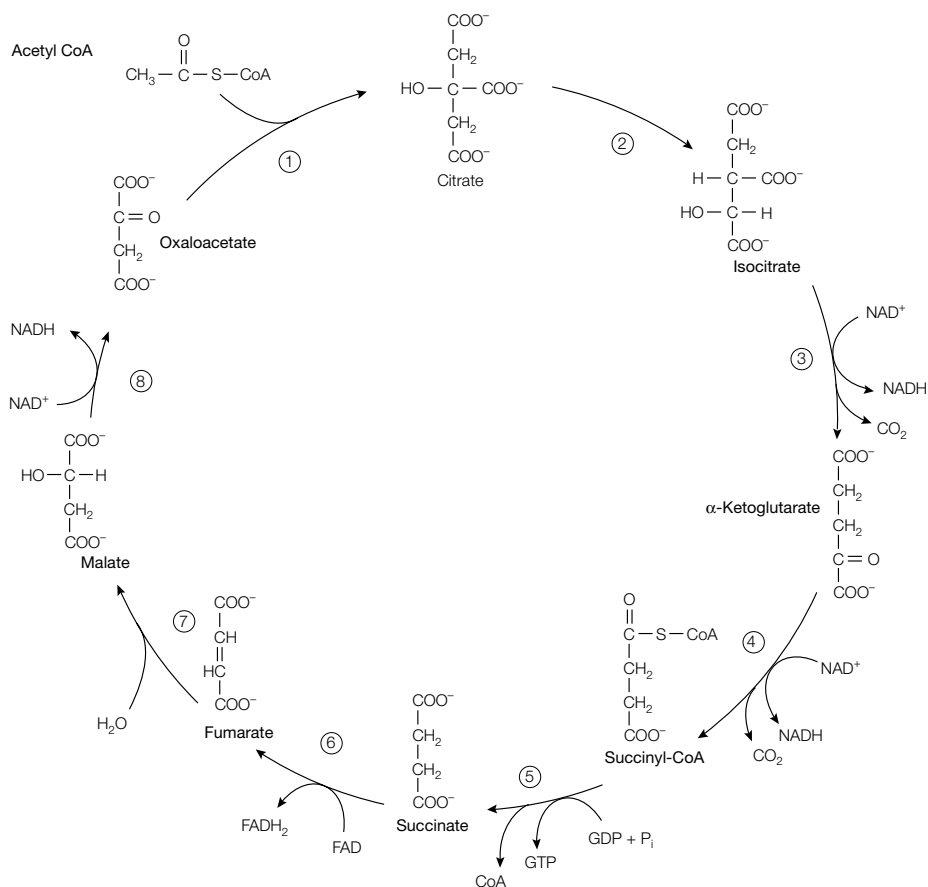 Acetyl CoA
O
CH₃ – C – S – CoA
①
COO⁻
CH₂
HO – C – COO⁻
CH₂
COO⁻
Citrate
②
COO⁻
CH₂
H – C – COO⁻
HO – C – H
COO⁻
Isocitrate
COO⁻
C = O
CH₂
COO⁻
Oxaloacetate
NAD⁺
③
NADH
CO₂
COO⁻
CH₂
CH₂
C = O
COO⁻
α-Ketoglutarate
④
NAD⁺
NADH
CO₂
O
C – S – CoA
CH₂
CH₂
COO⁻
Succinyl-CoA
⑤
GDP + Pᵢ
GTP
CoA
COO⁻
CH₂
CH₂
COO⁻
Succinate
⑥
FAD
FADH₂
COO⁻
CH
HC
COO⁻
Fumarate
⑦
H₂O
COO⁻
HO – C – H
CH₂
COO⁻
Malate
⑧
NAD⁺
NADH